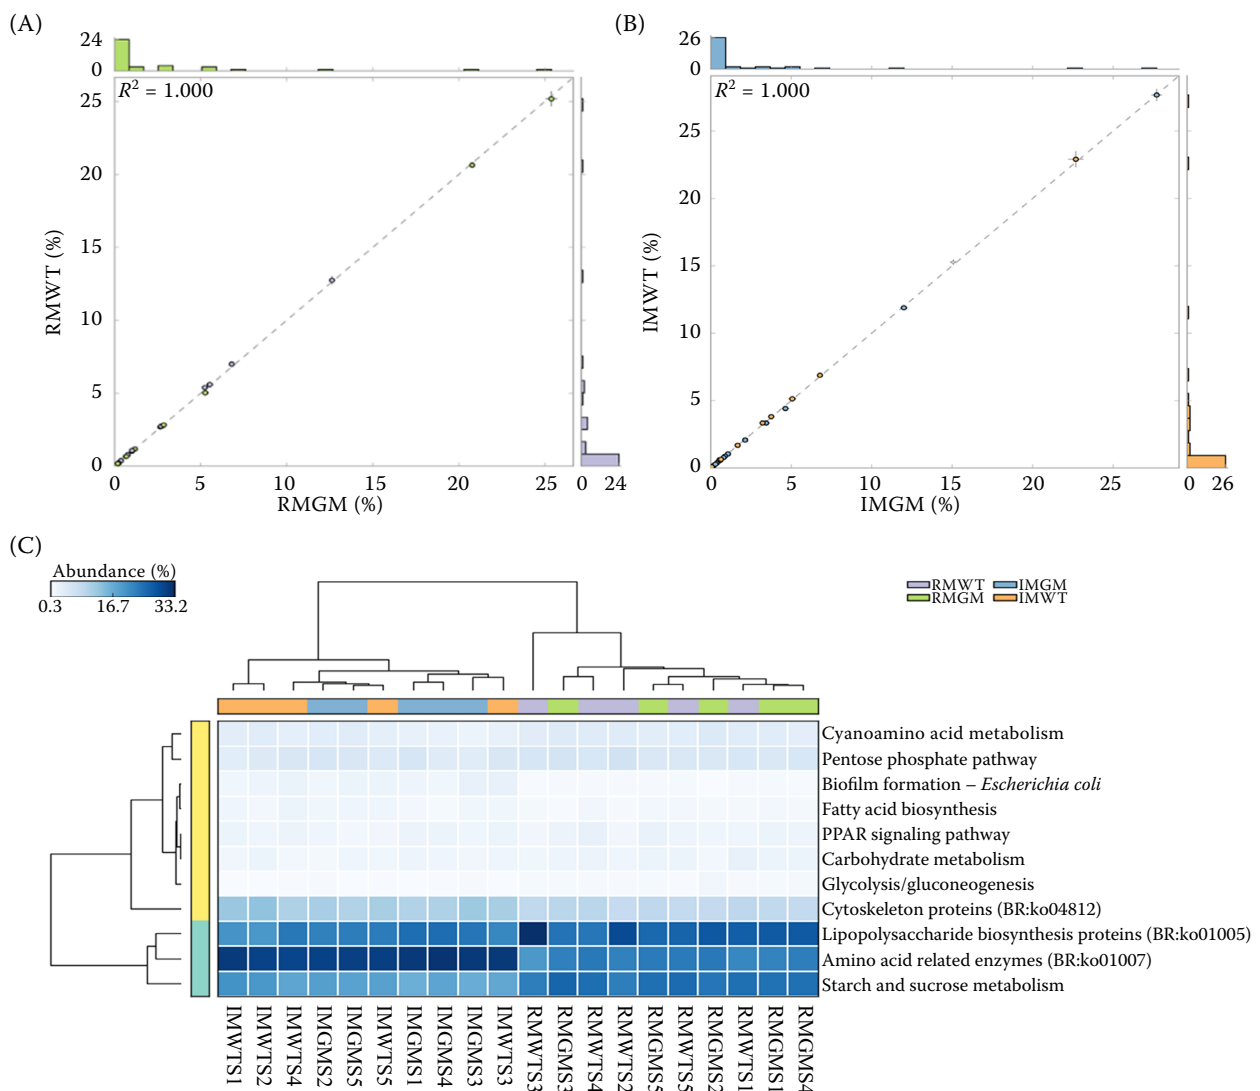 (A)
24
0
R² = 1.000
25
20
15
10
5
0
RMWT (%)
0 5 10 15 20 25
RMGM (%)
0 24
(B)
26
0
R² = 1.000
25
20
15
10
5
0
IMWT (%)
0 5 10 15 20 25
IMGM (%)
0 26
(C)
Abundance (%)
0.3 16.7 33.2
RMWT IMGM
RMGM IMWT
Cyanoamino acid metabolism
Pentose phosphate pathway
Biofilm formation – Escherichia coli
Fatty acid biosynthesis
PPAR signaling pathway
Carbohydrate metabolism
Glycolysis/gluconeogenesis
Cytoskeleton proteins (BR:ko04812)
Lipopolysaccharide biosynthesis proteins (BR:ko01005)
Amino acid related enzymes (BR:ko01007)
Starch and sucrose metabolism
IMWTS1
IMWTS2
IMWTS4
IMGMS2
IMGMS5
IMWTS5
IMGMS1
IMGMS4
IMGMS3
IMWTS3
RMWTS3
RMGMS3
RMWTS4
RMWTS2
RMGMS5
RMWTS5
RMGMS2
RMWTS1
RMGMS1
RMGMS4